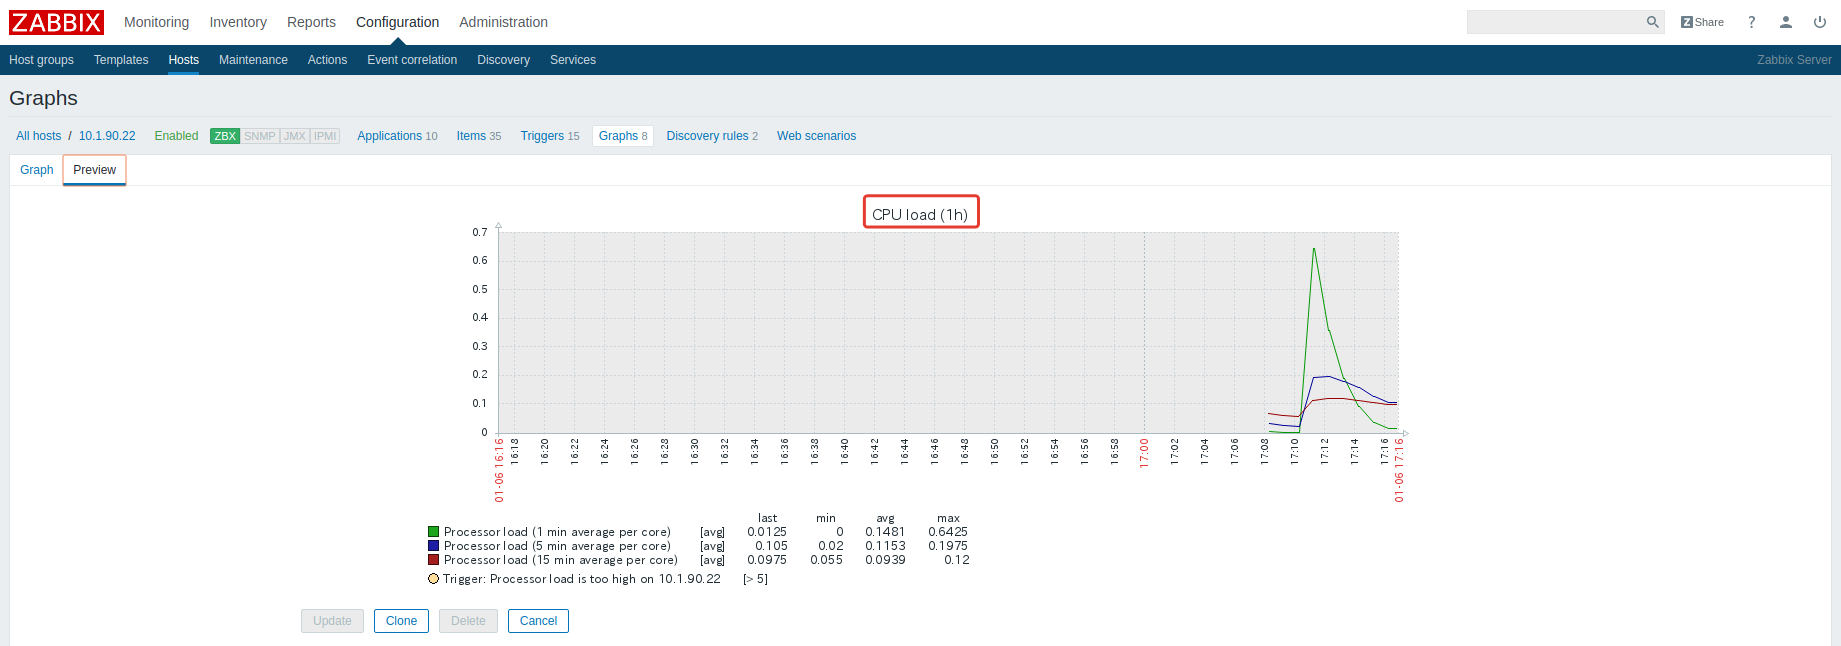 ZABBIX Monitoring Inventory Reports Configuration Administration Z Share ?
Host groups Templates Hosts Maintenance Actions Event correlation Discovery Services Zabbix Server
Graphs
All hosts / 10.1.90.22 Enabled ZBX SNMP JMX IPMI Applications 10 Items 35 Triggers 15 Graphs 8 Discovery rules 2 Web scenarios
Graph Preview
CPU load (1h)
0.7
0.6
0.5
0.4
0.3
0.2
0.1
0
01-06 16:16 16:18 16:20 16:22 16:24 16:26 16:28 16:30 16:32 16:34 16:36 16:38 16:40 16:42 16:44 16:46 16:48 16:50 16:52 16:54 16:56 16:58 17:00 17:02 17:04 17:06 17:08 17:10 17:12 17:14 17:16 01-06 17:16
last min avg max
Processor load (1 min average per core) [avg] 0.0125 0 0.1481 0.6425
Processor load (5 min average per core) [avg] 0.105 0.02 0.1153 0.1975
Processor load (15 min average per core) [avg] 0.0975 0.055 0.0939 0.12
Trigger: Processor load is too high on 10.1.90.22 [> 5]
Update Clone Delete Cancel